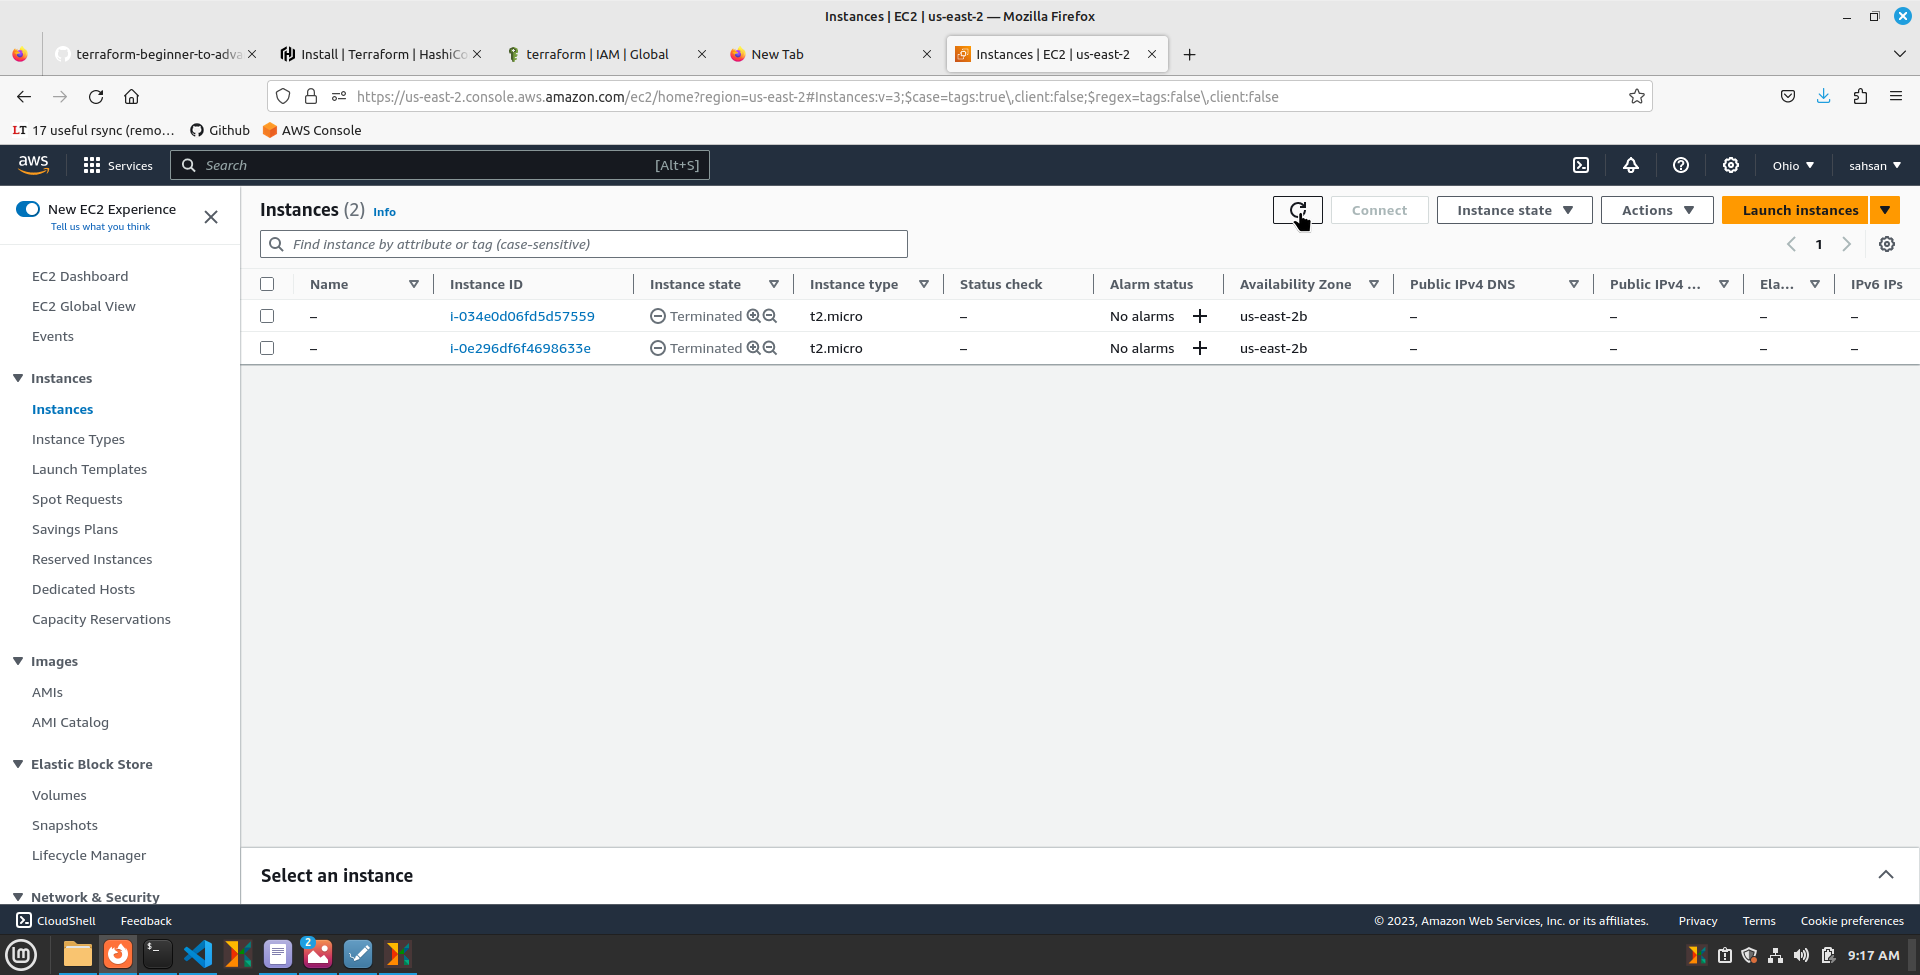 Instances | EC2 | us-east-2 — Mozilla Firefox
terraform-beginner-to-adva
Install | Terraform | HashiCo
terraform | IAM | Global
New Tab
Instances | EC2 | us-east-2
https://us-east-2.console.aws.amazon.com/ec2/home?region=us-east-2#Instances:v=3;$case=tags:true\,client:false;$regex=tags:false\,client:false
LT 17 useful rsync (remo… Github AWS Console
aws Services Search [Alt+S] Ohio sahsan
New EC2 Experience
Tell us what you think
EC2 Dashboard
EC2 Global View
Events
Instances
Instances
Instance Types
Launch Templates
Spot Requests
Savings Plans
Reserved Instances
Dedicated Hosts
Capacity Reservations
Images
AMIs
AMI Catalog
Elastic Block Store
Volumes
Snapshots
Lifecycle Manager
Network & Security
Instances (2) Info Connect Instance state Actions Launch instances
Find instance by attribute or tag (case-sensitive) 1
Name Instance ID Instance state Instance type Status check Alarm status Availability Zone Public IPv4 DNS Public IPv4 ... Ela... IPv6 IPs
– i-034e0d06fd5d57559 Terminated t2.micro – No alarms + us-east-2b – – – –
– i-0e296df6f4698633e Terminated t2.micro – No alarms + us-east-2b – – – –
Select an instance
CloudShell Feedback © 2023, Amazon Web Services, Inc. or its affiliates. Privacy Terms Cookie preferences
2
9:17 AM